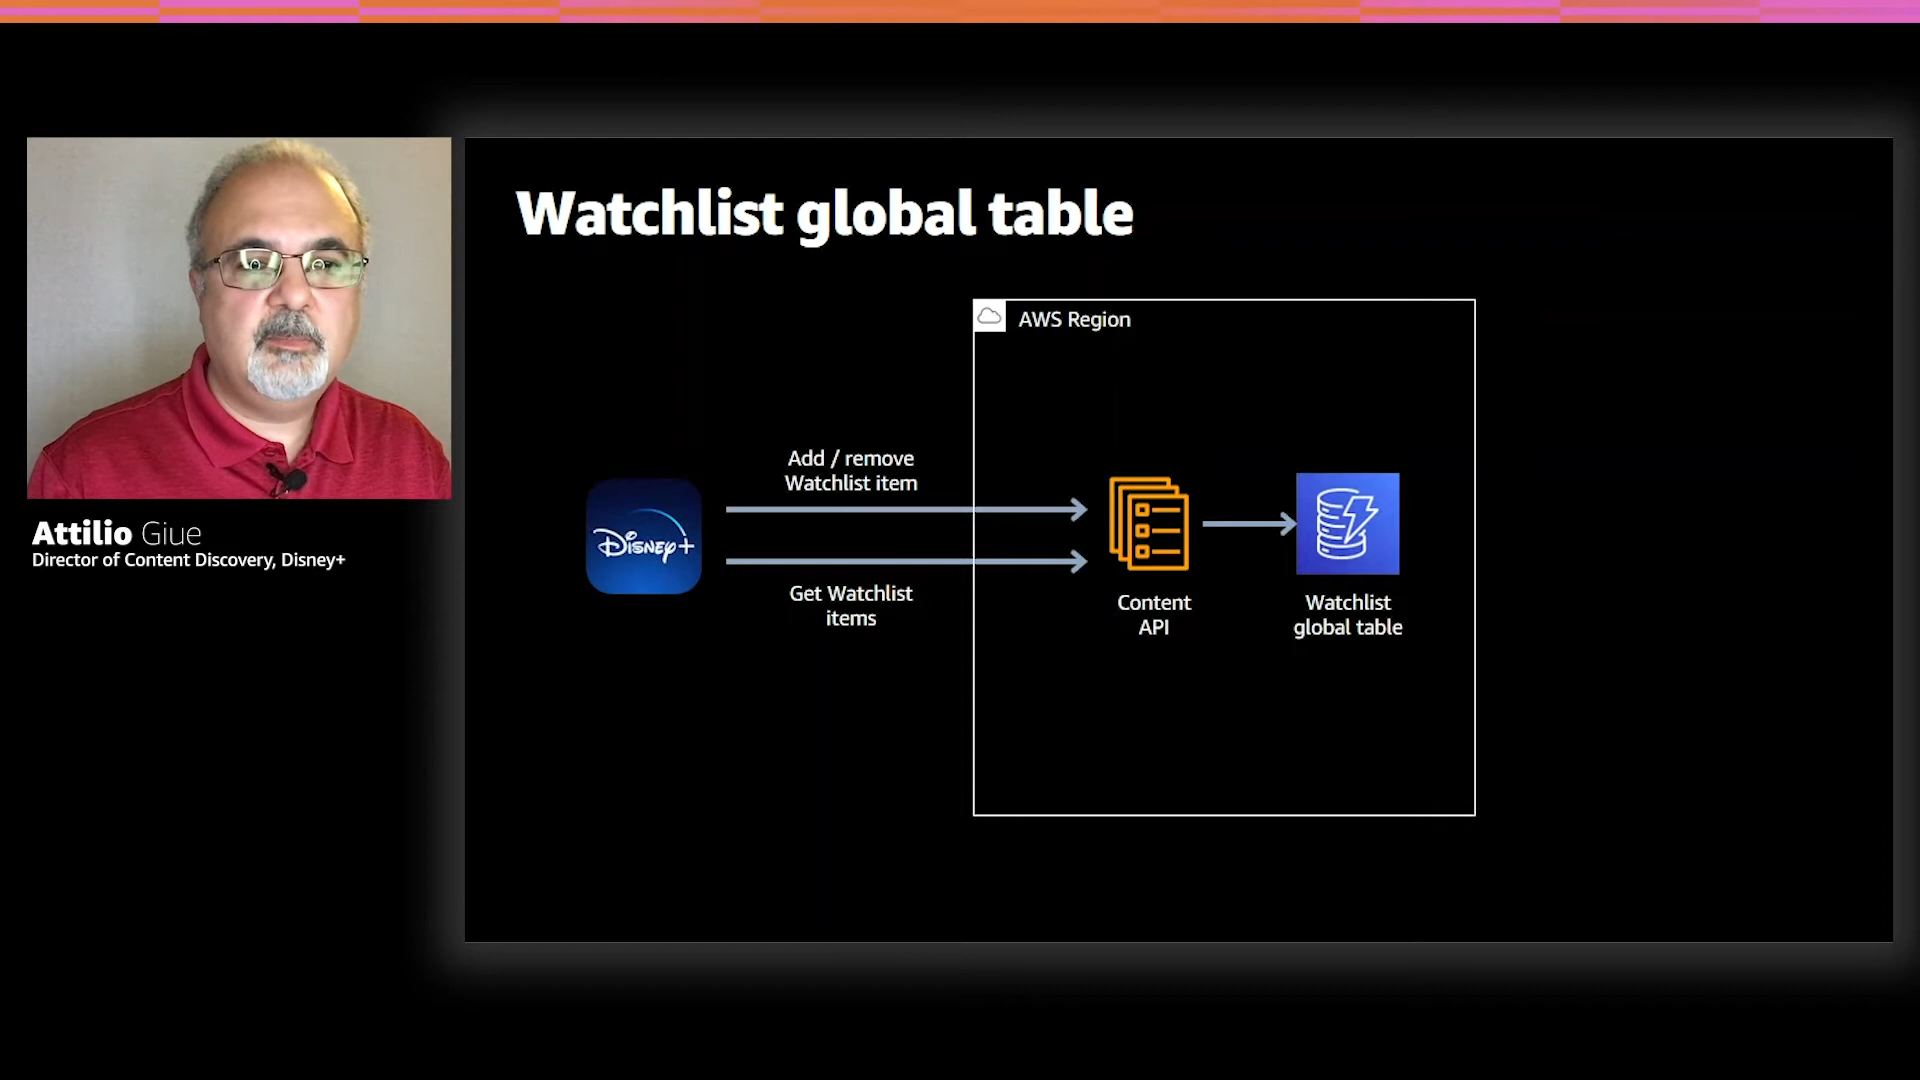 Watchlist global table
AWS Region
Add / remove
Watchlist item
Disney+
Get Watchlist
items
Content
API
Watchlist
global table
Attilio Giue
Director of Content Discovery, Disney+